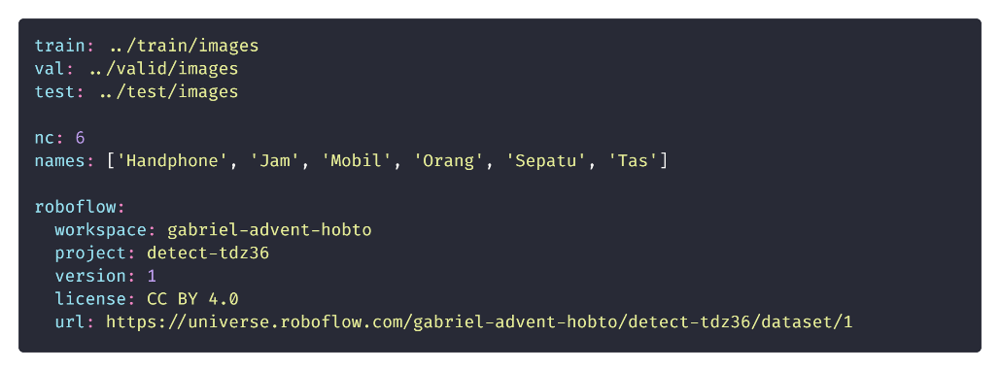 train: ../train/images
val: ../valid/images
test: ../test/images
nc: 6
names: ['Handphone', 'Jam', 'Mobil', 'Orang', 'Sepatu', 'Tas']
roboflow:
  workspace: gabriel-advent-hobto
  project: detect-tdz36
  version: 1
  license: CC BY 4.0
  url: https://universe.roboflow.com/gabriel-advent-hobto/detect-tdz36/dataset/1